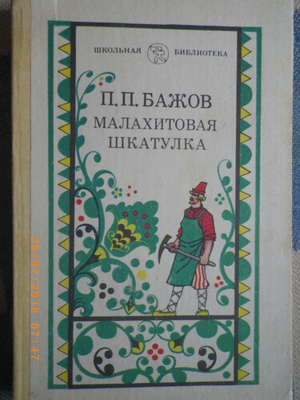 ШКОЛЬНАЯ БИБЛИОТЕКА
П.П. БАЖОВ
МАЛАХИТОВАЯ
ШКАТУЛКА